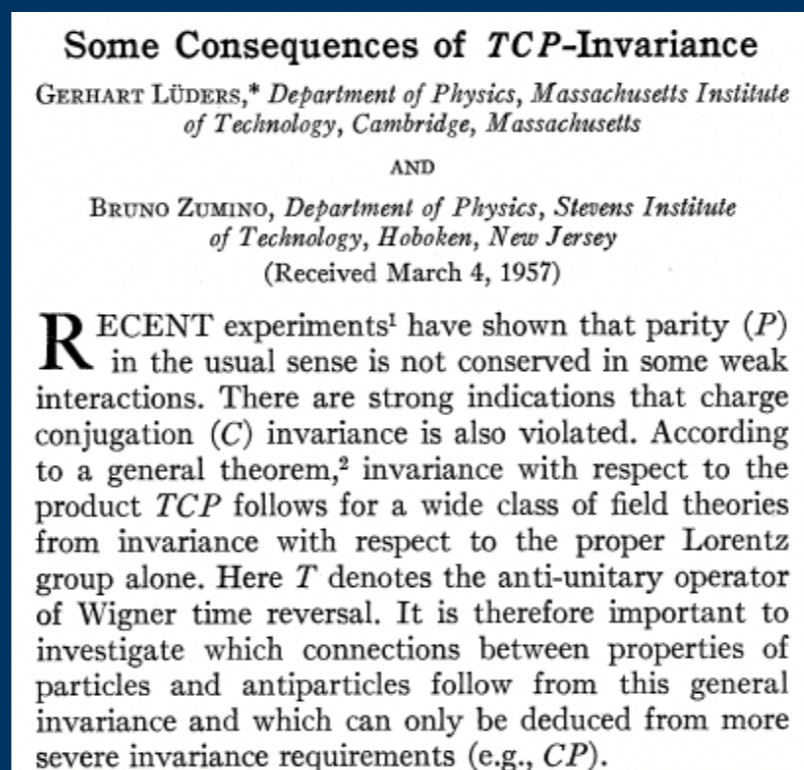 Some Consequences of TCP-Invariance
GERHART LÜDERS,* Department of Physics, Massachusetts Institute
of Technology, Cambridge, Massachusetts
AND
BRUNO ZUMINO, Department of Physics, Stevens Institute
of Technology, Hoboken, New Jersey
(Received March 4, 1957)
RECENT experiments¹ have shown that parity (P)
in the usual sense is not conserved in some weak
interactions. There are strong indications that charge
conjugation (C) invariance is also violated. According
to a general theorem,² invariance with respect to the
product TCP follows for a wide class of field theories
from invariance with respect to the proper Lorentz
group alone. Here T denotes the anti-unitary operator
of Wigner time reversal. It is therefore important to
investigate which connections between properties of
particles and antiparticles follow from this general
invariance and which can only be deduced from more
severe invariance requirements (e.g., CP).